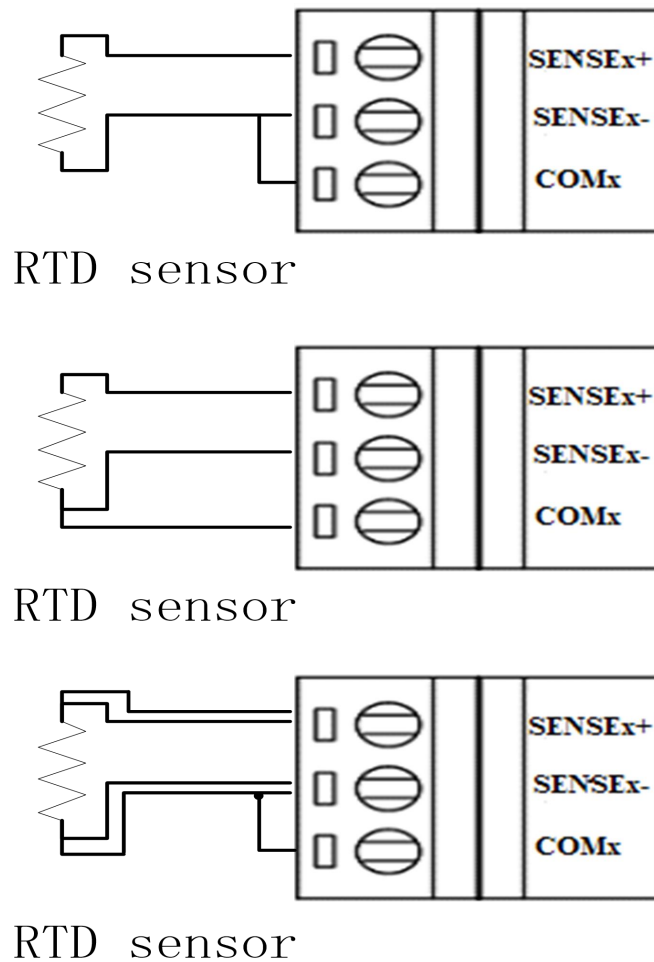 SENSEx+
SENSEx-
COMx
RTD sensor
SENSEx+
SENSEx-
COMx
RTD sensor
SENSEx+
SENSEx-
COMx
RTD sensor